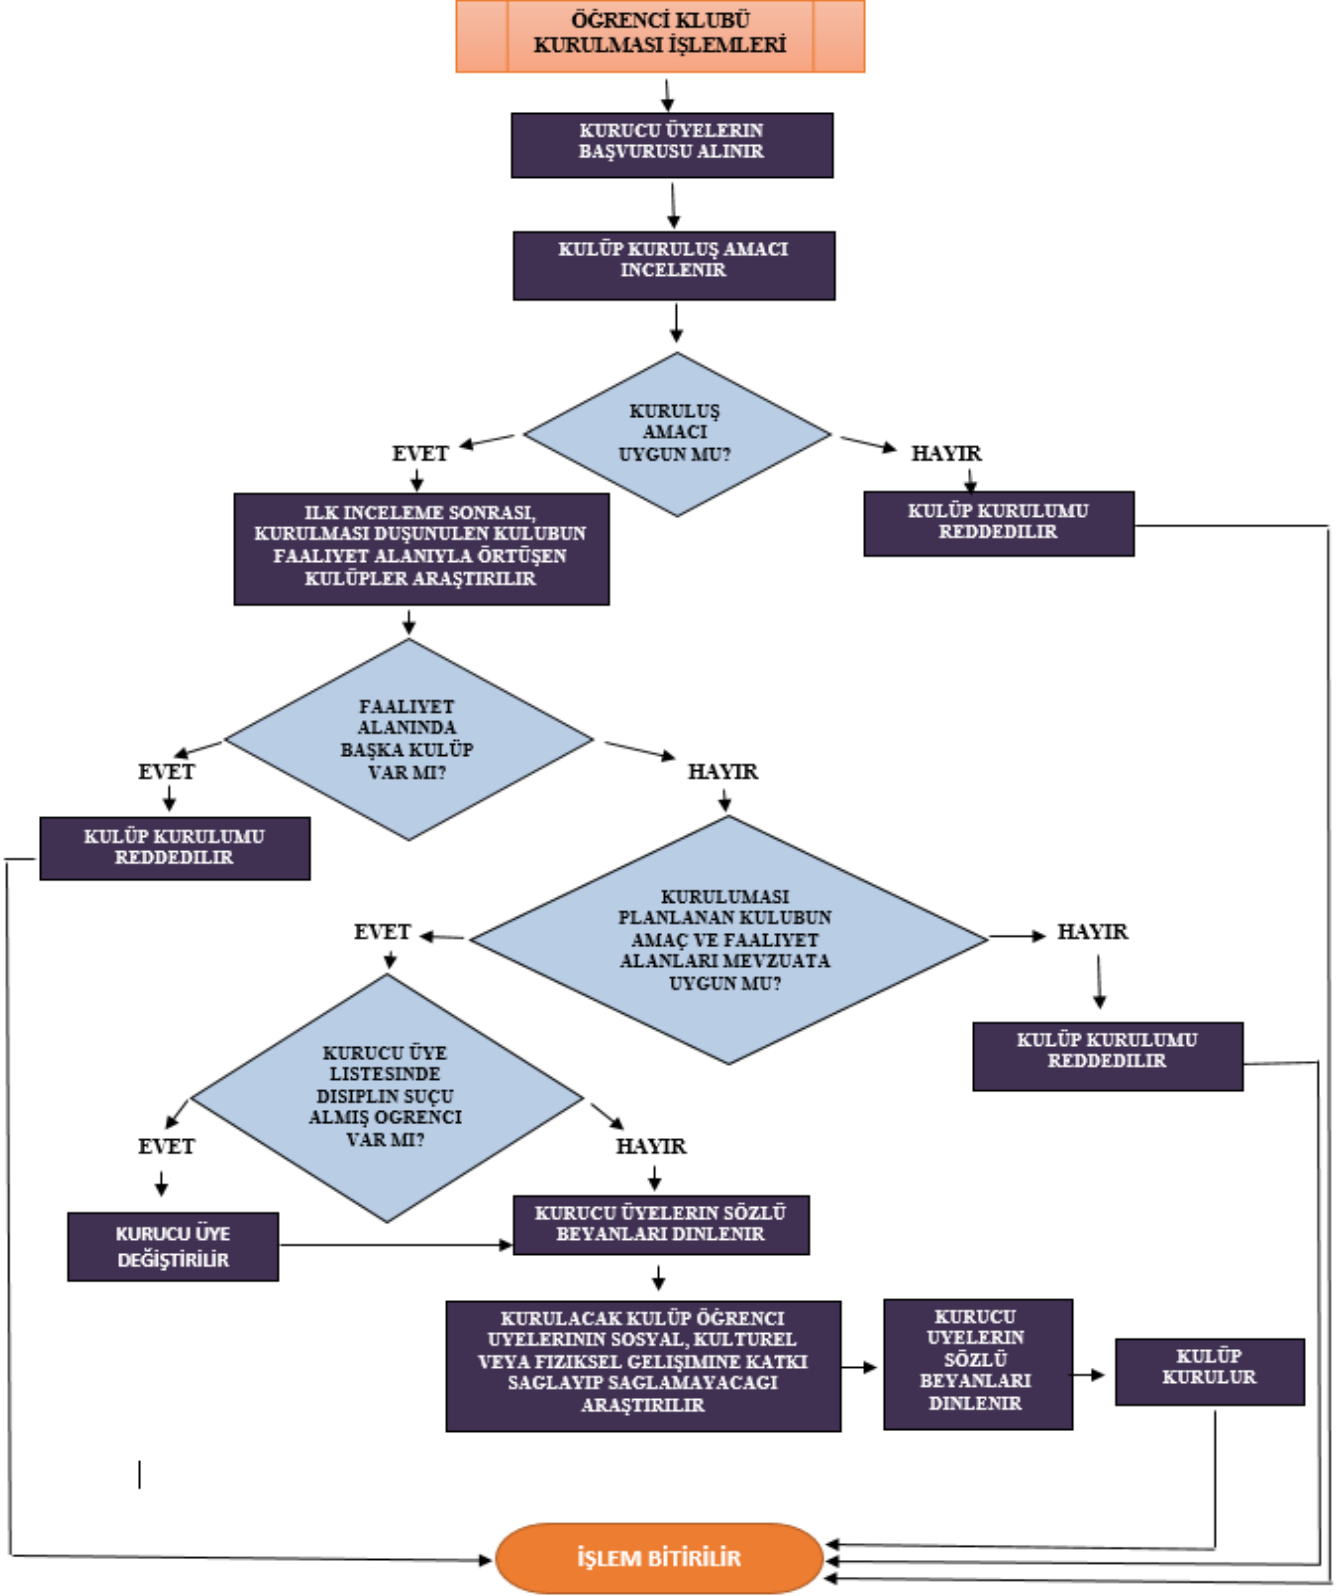 ÖĞRENCİ KLUBÜ
KURULMASI İŞLEMLERİ
KURUCU ÜYELERIN
BAŞVURUSU ALINIR
KULÜP KURULUŞ AMACI
INCELENIR
KURULUŞ
AMACI
UYGUN MU?
EVET
HAYIR
ILK INCELEME SONRASI,
KURULMASI DUŞUNULEN KULUBUN
FAALIYET ALANIYLA ÖRTÜŞEN
KULÜPLER ARAŞTIRILIR
KULÜP KURULUMU
REDDEDILIR
FAALIYET
ALANINDA
BAŞKA KULÜP
VAR MI?
EVET
HAYIR
KULÜP KURULUMU
REDDEDILIR
KURULUMASI
PLANLANAN KULUBUN
AMAÇ VE FAALIYET
ALANLARI MEVZUATA
UYGUN MU?
EVET
HAYIR
KULÜP KURULUMU
REDDEDILIR
KURUCU ÜYE
LISTESINDE
DISIPLIN SUÇU
ALMIŞ OGRENCI
VAR MI?
EVET
HAYIR
KURUCU ÜYE
DEĞİŞTİRİLİR
KURUCU ÜYELERIN SÖZLÜ
BEYANLARI DINLENIR
KURULACAK KULÜP ÖĞRENCI
UYELERININ SOSYAL, KULTUREL
VEYA FIZIKSEL GELIŞIMINE KATKI
SAGLAYIP SAGLAMAYACAGI
ARAŞTIRILIR
KURUCU
UYELERIN
SÖZLÜ
BEYANLARI
DINLENIR
KULÜP
KURULUR
İŞLEM BİTİRİLİR